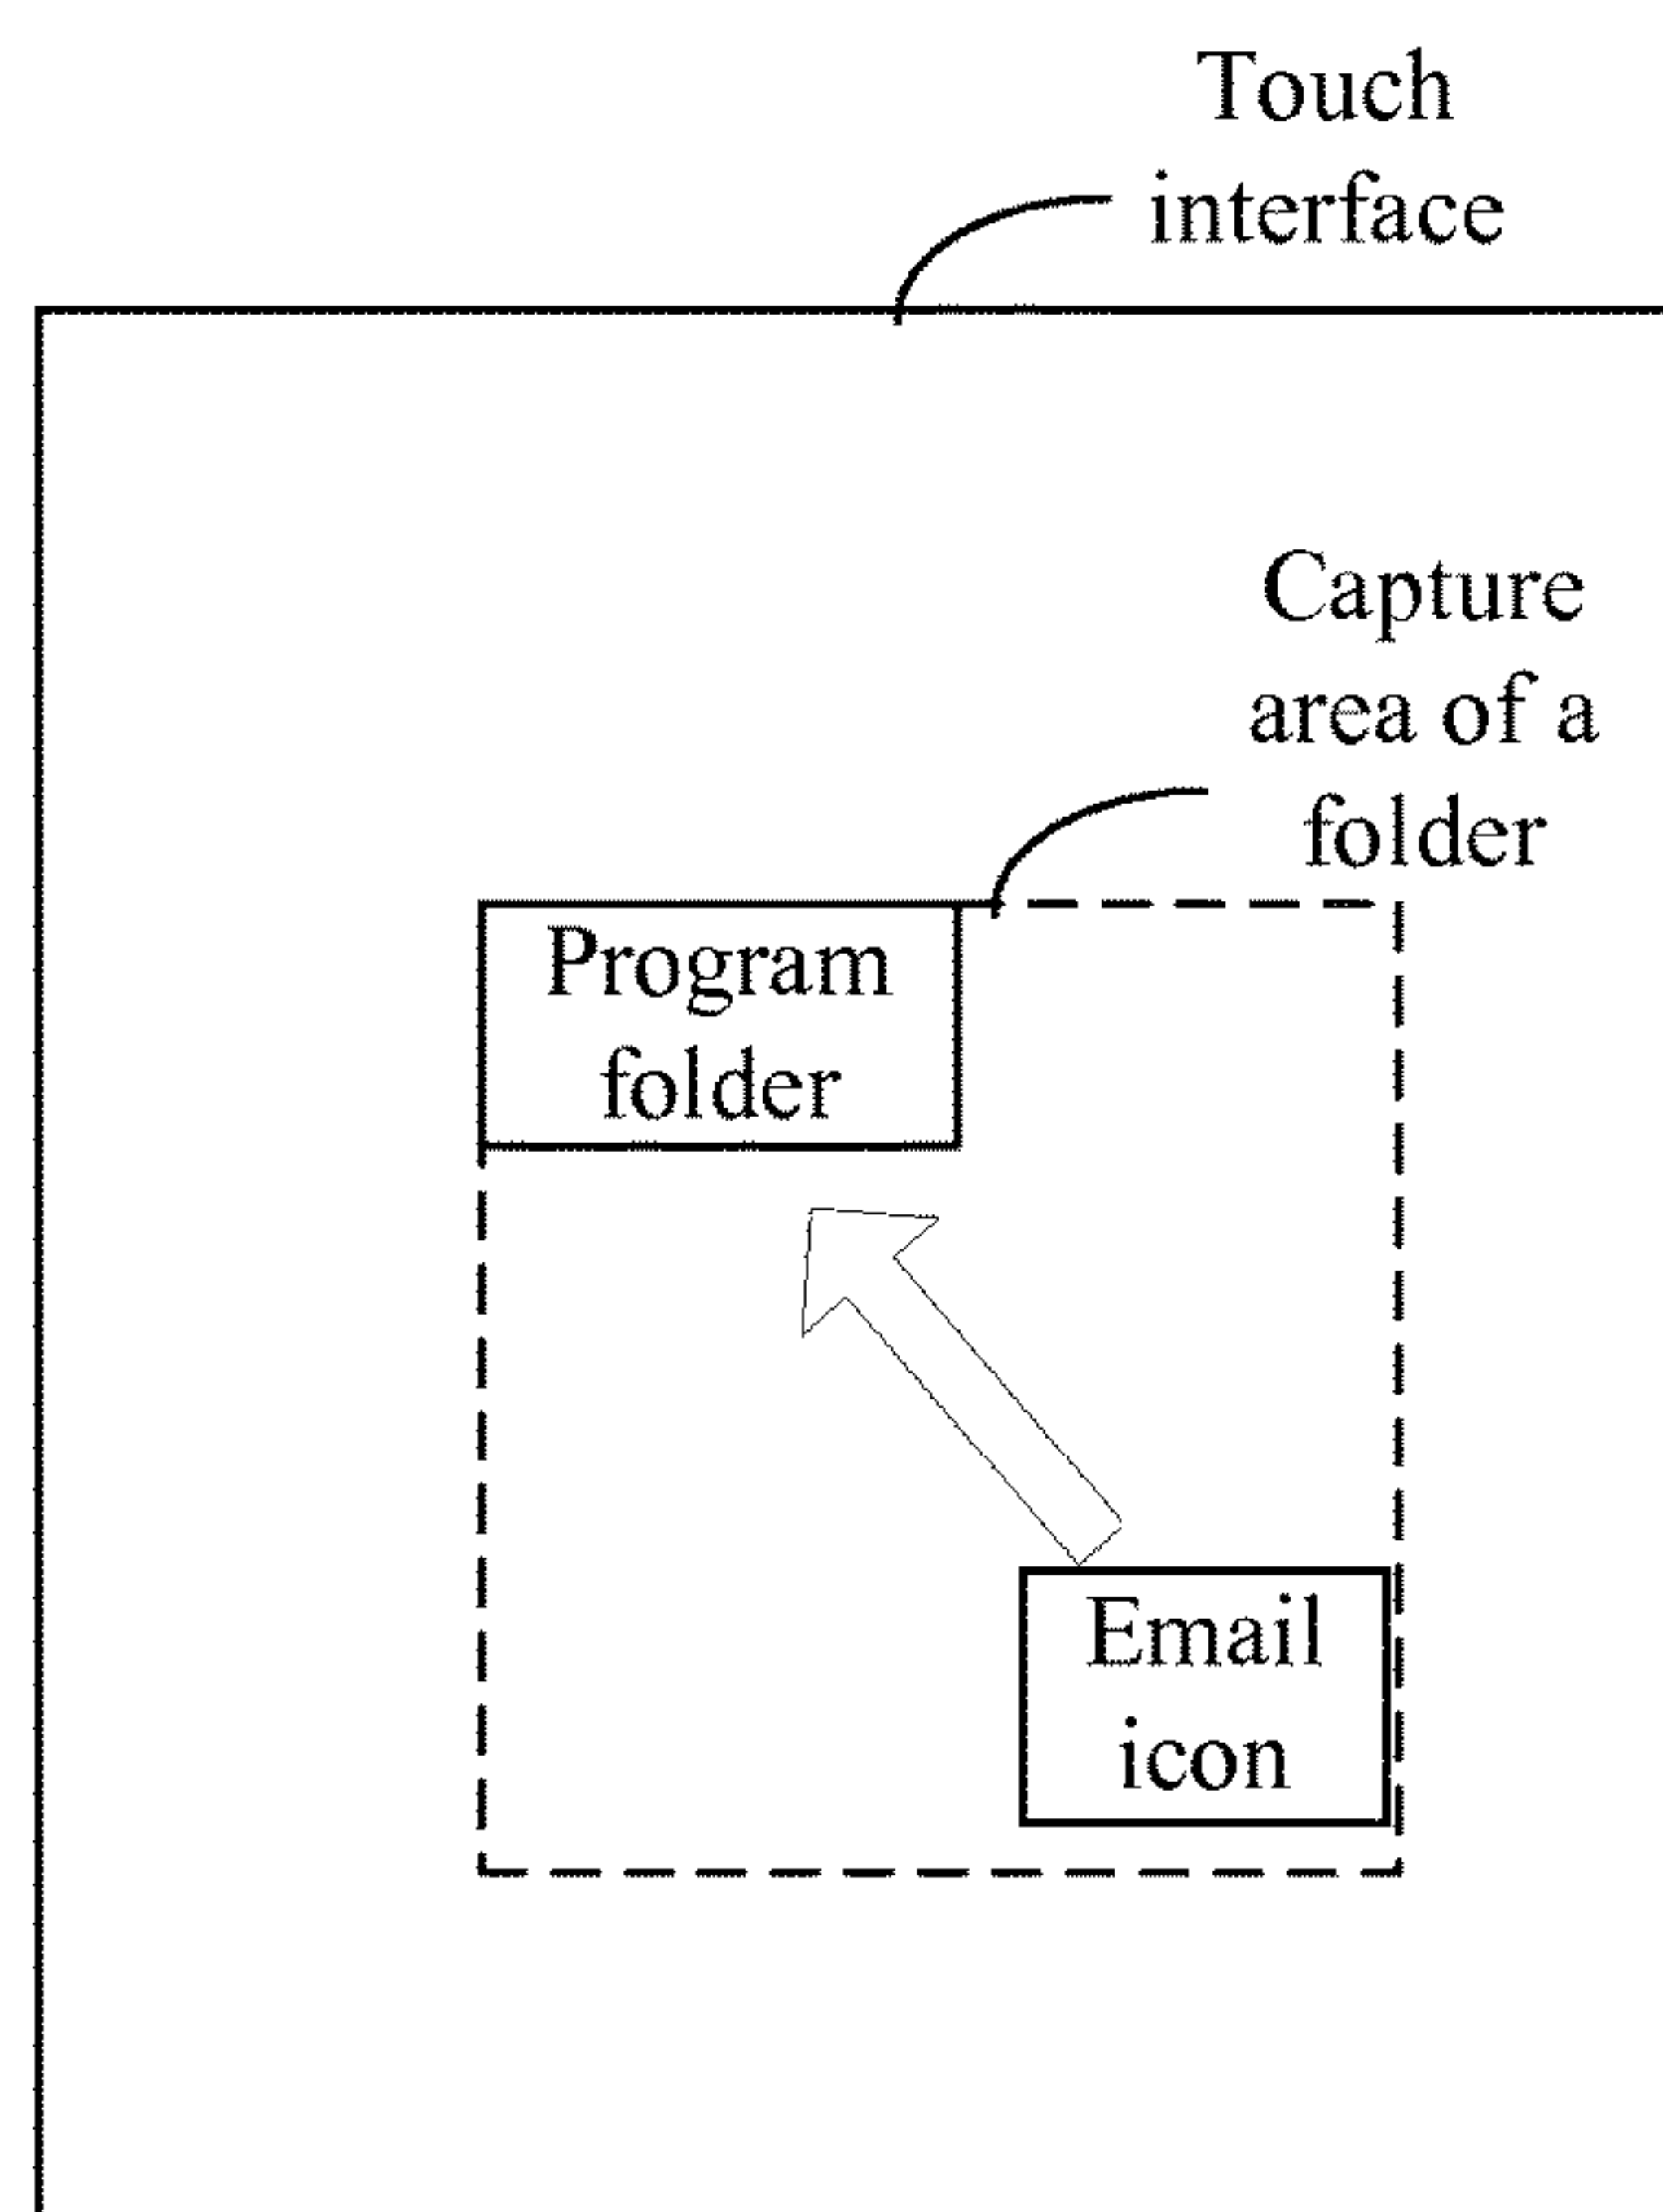 Touch
interface
Capture
area of a
folder
Program
folder
Email
icon